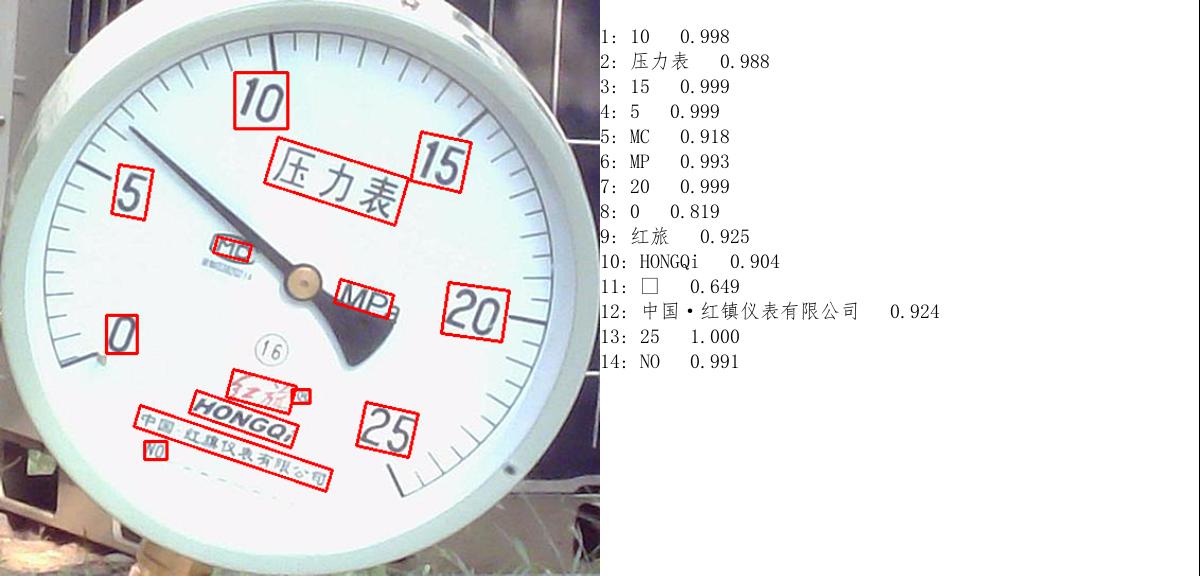 10
压力表
15
5
MC
MPa
20
0
16
红旗
HONGQi
中国·红旗仪表有限公司
25
NO
1: 10 0.998
2: 压力表 0.988
3: 15 0.999
4: 5 0.999
5: MC 0.918
6: MP 0.993
7: 20 0.999
8: 0 0.819
9: 红旅 0.925
10: HONGQi 0.904
11: □ 0.649
12: 中国·红镇仪表有限公司 0.924
13: 25 1.000
14: NO 0.991